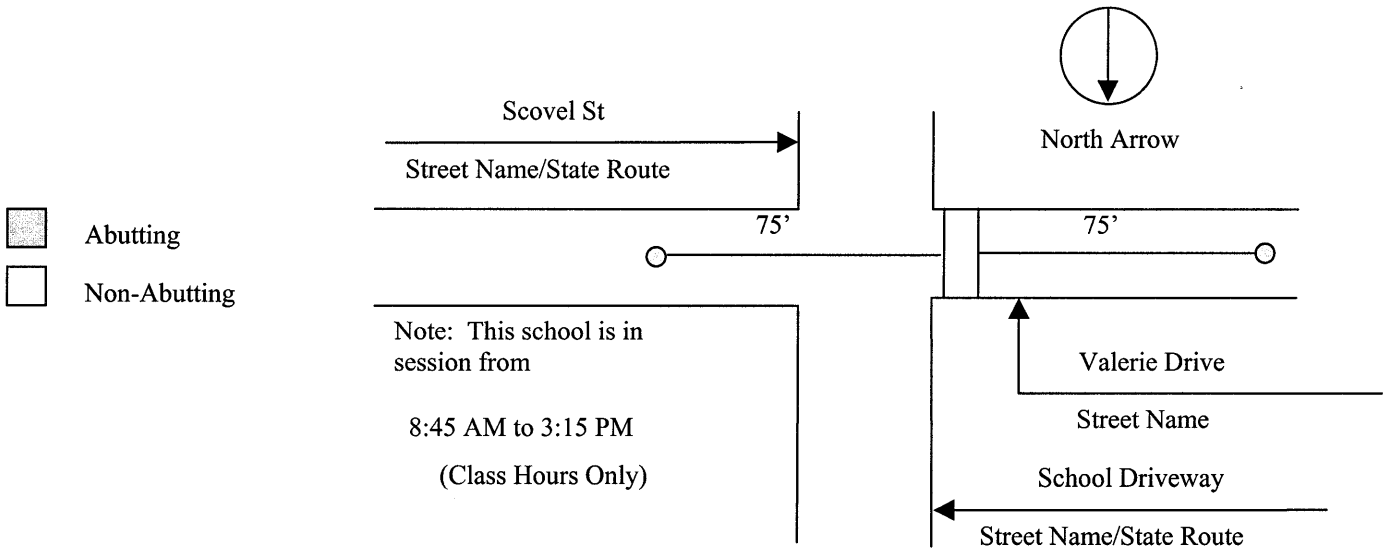 Scovel St
Street Name/State Route
North Arrow
Abutting
Non-Abutting
75’
75’
Note: This school is in
session from
8:45 AM to 3:15 PM
(Class Hours Only)
Valerie Drive
Street Name
School Driveway
Street Name/State Route